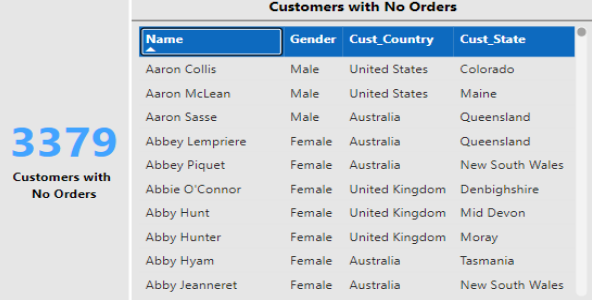 Customers with No Orders
Name Gender Cust_Country Cust_State
Aaron Collis Male United States Colorado
Aaron McLean Male United States Maine
Aaron Sasse Male Australia Queensland
Abbey Lempriere Female Australia Queensland
Abbey Piquet Female Australia New South Wales
Abbie O'Connor Female United Kingdom Denbighshire
Abby Hunt Female United Kingdom Mid Devon
Abby Hunter Female United Kingdom Moray
Abby Hyam Female Australia Tasmania
Abby Jeanneret Female Australia New South Wales
3379
Customers with
No Orders